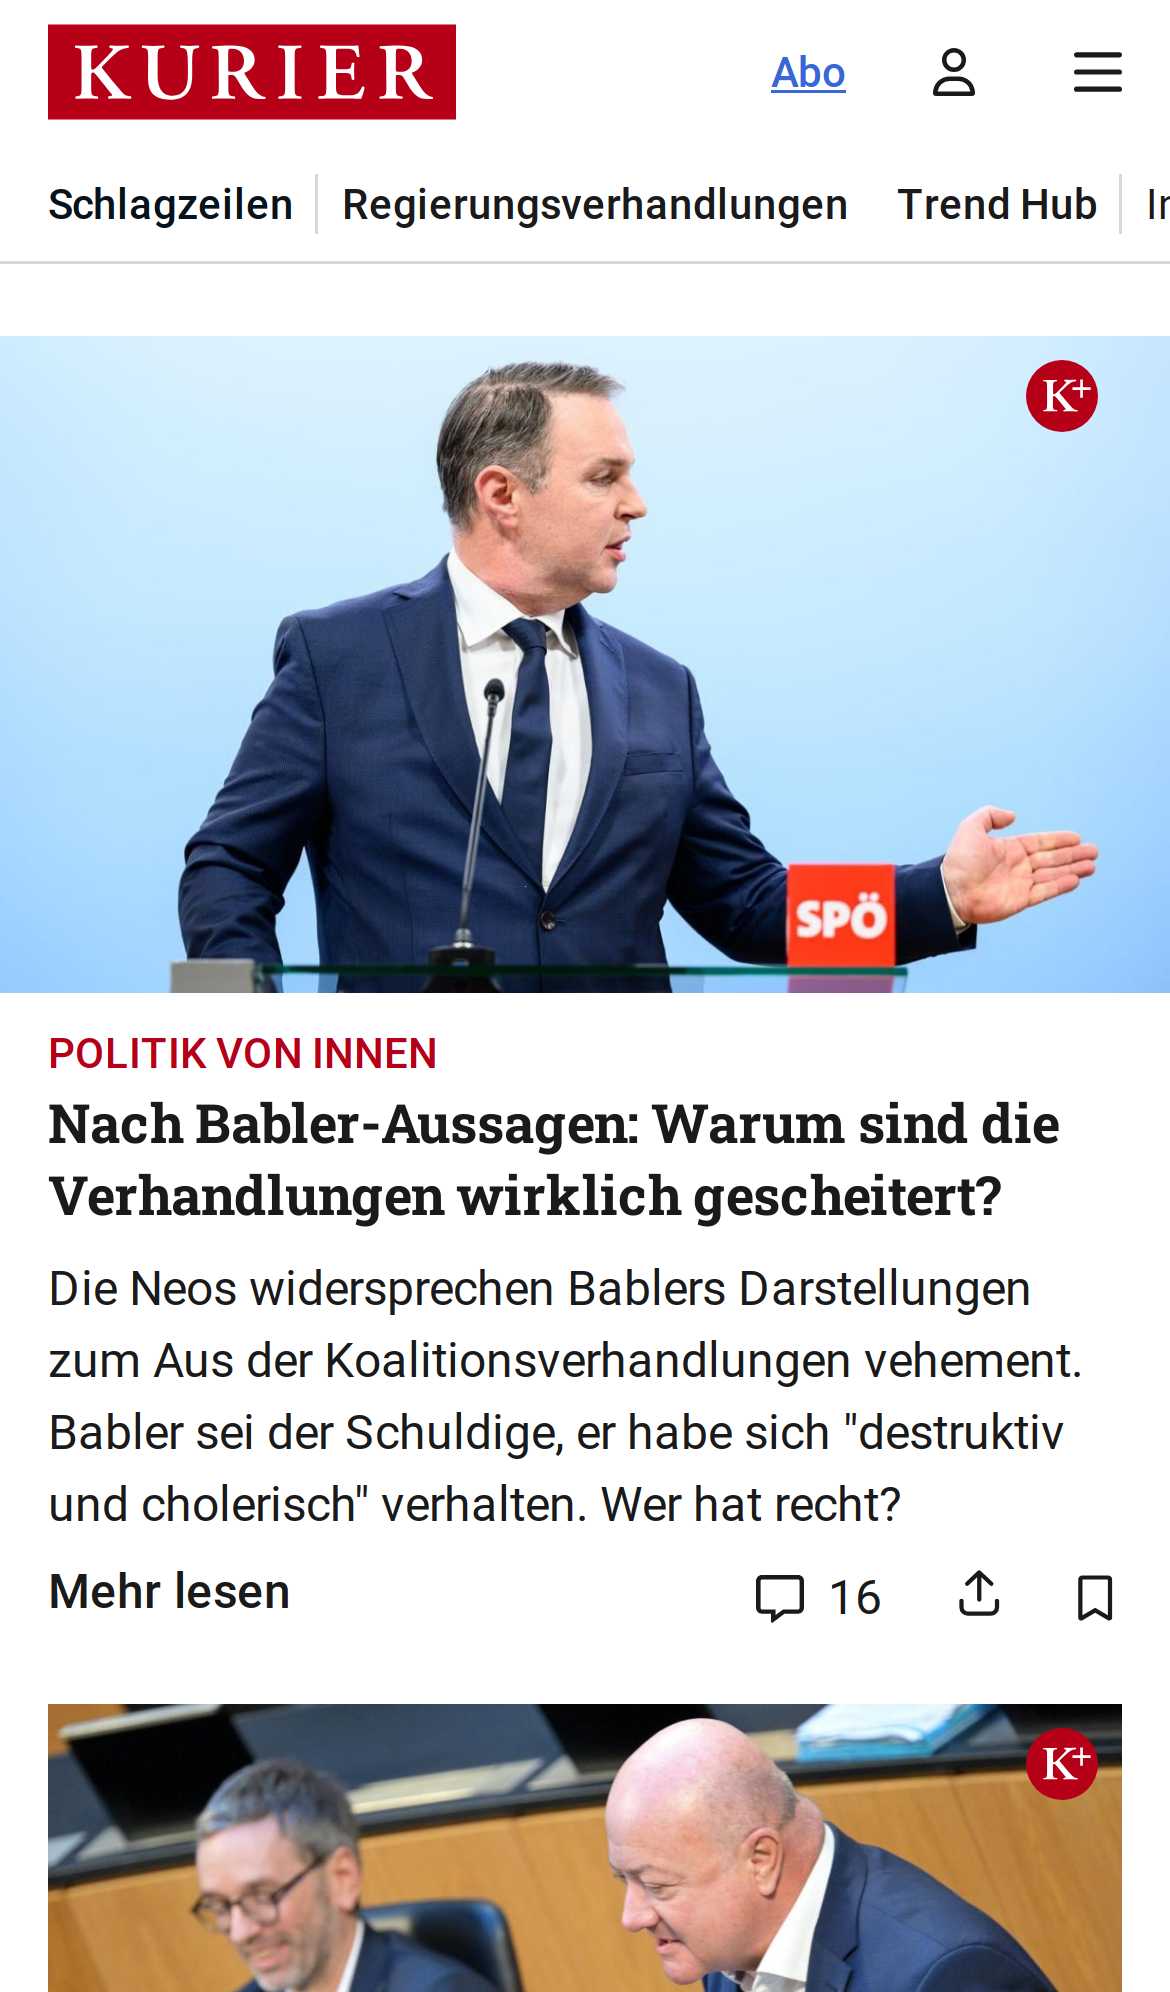 KURIER
Abo
Schlagzeilen
Regierungsverhandlungen
Trend Hub
K+
SPÖ
POLITIK VON INNEN
Nach Babler-Aussagen: Warum sind die
Verhandlungen wirklich gescheitert?
Die Neos widersprechen Bablers Darstellungen
zum Aus der Koalitionsverhandlungen vehement.
Babler sei der Schuldige, er habe sich "destruktiv
und cholerisch" verhalten. Wer hat recht?
Mehr lesen
16
K+